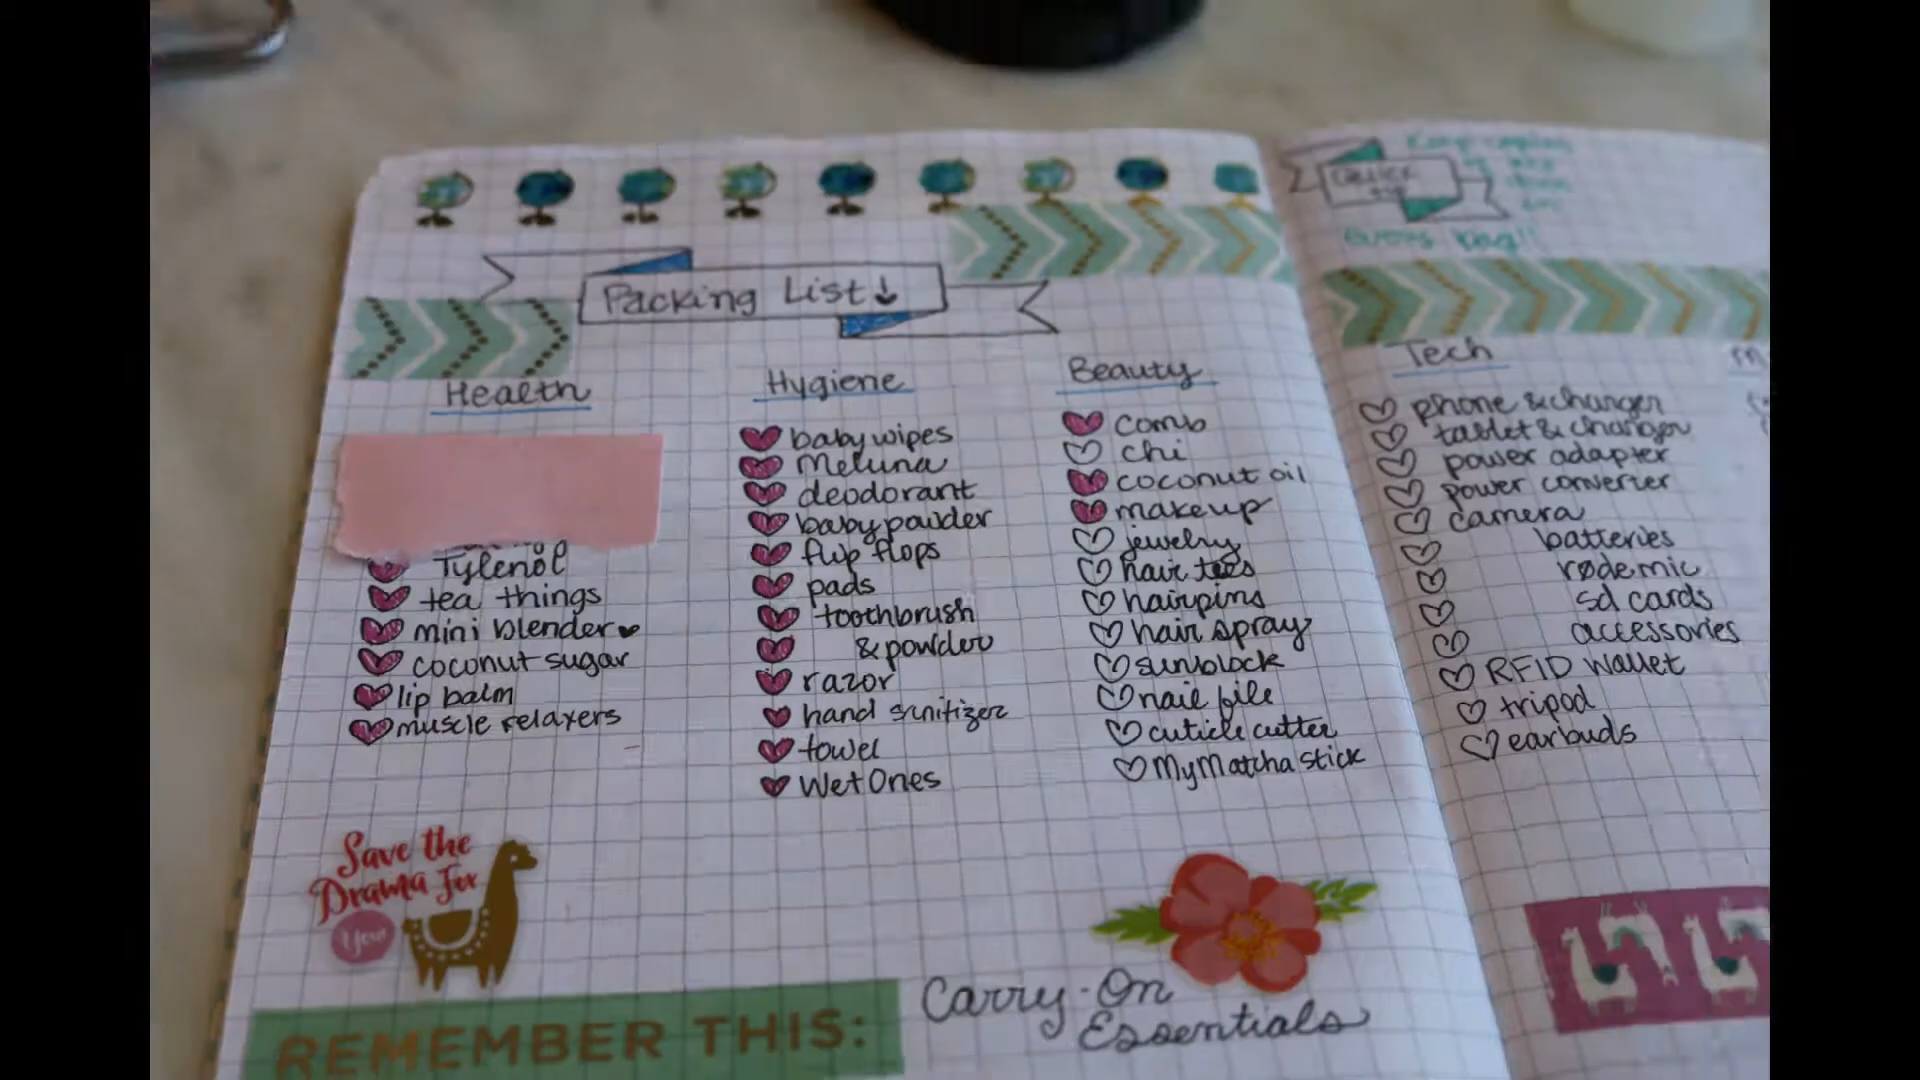 Packing List
Health
Tylenol
tea things
mini blender
coconut sugar
lip balm
muscle relaxers
Hygiene
baby wipes
Meluna
deodorant
baby powder
flip flops
pads
toothbrush
& powder
razor
hand sanitizer
towel
Wet Ones
Beauty
comb
chi
coconut oil
makeup
jewelry
hair ties
hairpins
hair spray
sunblock
nail file
cuticle cutter
MyMatcha stick
Save the
Drama for
Your
REMEMBER THIS:
Carry-On
Essentials
every bag!!
Tech
phone & charger
tablet & charger
power adapter
power converter
camera
batteries
røde mic
sd cards
accessories
RFID wallet
tripod
earbuds